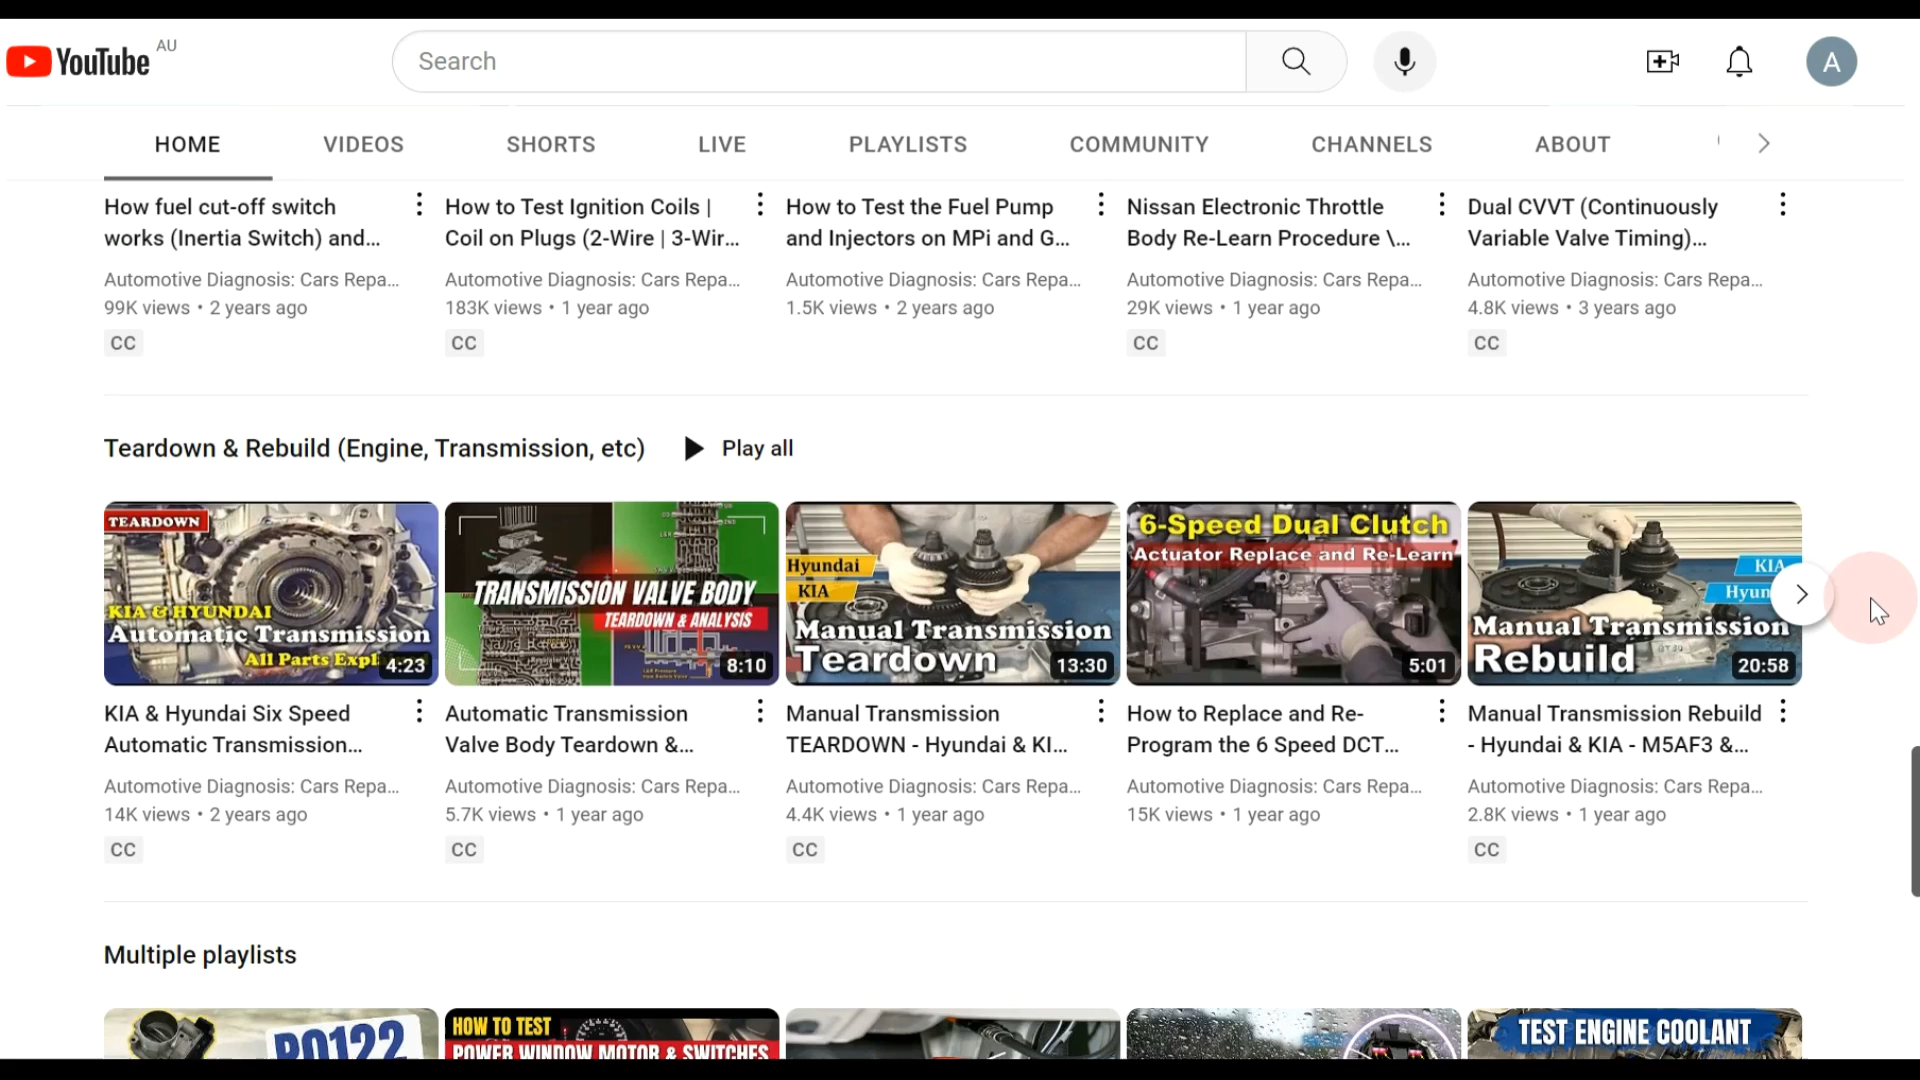 YouTube AU
Search
A
HOME VIDEOS SHORTS LIVE PLAYLISTS COMMUNITY CHANNELS ABOUT
How fuel cut-off switch
works (Inertia Switch) and...
Automotive Diagnosis: Cars Repa...
99K views • 2 years ago
CC
How to Test Ignition Coils |
Coil on Plugs (2-Wire | 3-Wir...
Automotive Diagnosis: Cars Repa...
183K views • 1 year ago
CC
How to Test the Fuel Pump
and Injectors on MPi and G...
Automotive Diagnosis: Cars Repa...
1.5K views • 2 years ago
Nissan Electronic Throttle
Body Re-Learn Procedure \...
Automotive Diagnosis: Cars Repa...
29K views • 1 year ago
CC
Dual CVVT (Continuously
Variable Valve Timing)...
Automotive Diagnosis: Cars Repa...
4.8K views • 3 years ago
CC
Teardown & Rebuild (Engine, Transmission, etc) Play all
TEARDOWN
KIA & HYUNDAI
Automatic Transmission
All Parts Expl
4:23
KIA & Hyundai Six Speed
Automatic Transmission...
Automotive Diagnosis: Cars Repa...
14K views • 2 years ago
CC
TRANSMISSION VALVE BODY
TEARDOWN & ANALYSIS
8:10
Automatic Transmission
Valve Body Teardown &...
Automotive Diagnosis: Cars Repa...
5.7K views • 1 year ago
CC
Hyundai
KIA
Manual Transmission
Teardown
13:30
Manual Transmission
TEARDOWN - Hyundai & KI...
Automotive Diagnosis: Cars Repa...
4.4K views • 1 year ago
CC
6-Speed Dual Clutch
Actuator Replace and Re-Learn
5:01
How to Replace and Re-
Program the 6 Speed DCT...
Automotive Diagnosis: Cars Repa...
15K views • 1 year ago
KIA
Hyun
Manual Transmission
Rebuild
20:58
Manual Transmission Rebuild
- Hyundai & KIA - M5AF3 &...
Automotive Diagnosis: Cars Repa...
2.8K views • 1 year ago
CC
Multiple playlists
P0122
HOW TO TEST
POWER WINDOW MOTOR & SWITCHES
TEST ENGINE COOLANT